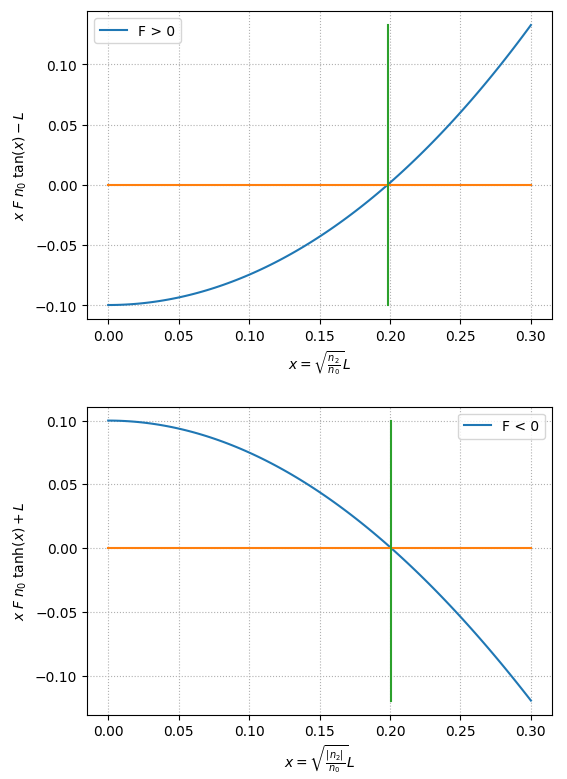 F > 0
0.10
0.05
0.00
−0.05
−0.10
x F n₀ tan(x) − L
0.00 0.05 0.10 0.15 0.20 0.25 0.30
x = √(n₂/n₀) L
F < 0
0.10
0.05
0.00
−0.05
−0.10
x F n₀ tanh(x) + L
0.00 0.05 0.10 0.15 0.20 0.25 0.30
x = √(|n₂|/n₀) L